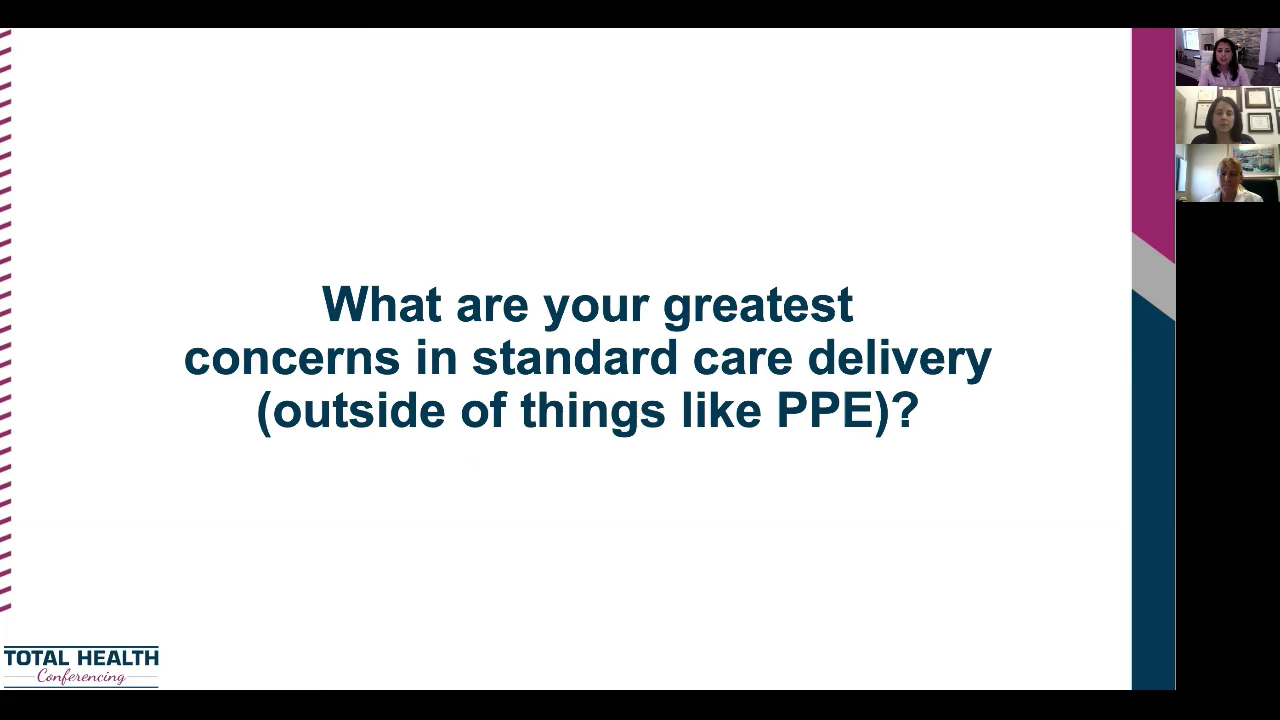 What are your greatest
concerns in standard care delivery
(outside of things like PPE)?
TOTAL HEALTH
Conferencing